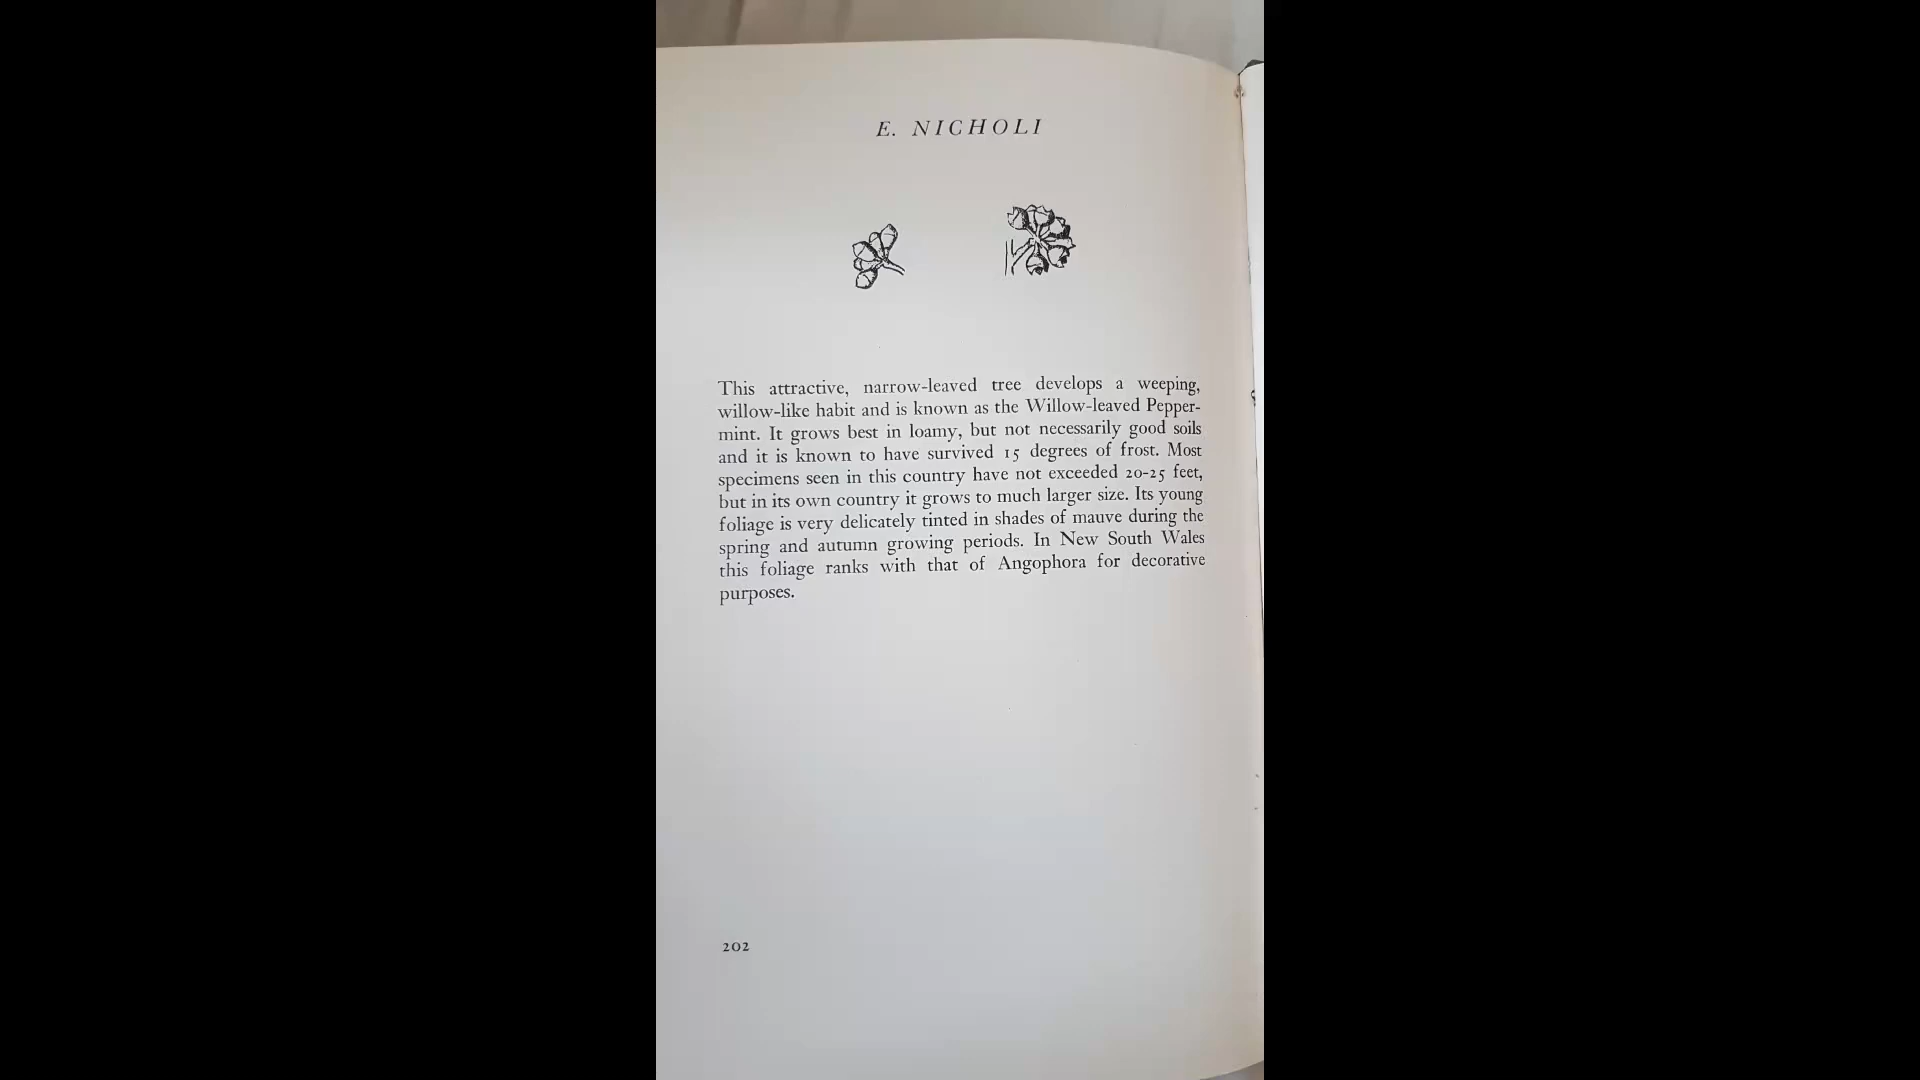 E. NICHOLI
This attractive, narrow-leaved tree develops a weeping,
willow-like habit and is known as the Willow-leaved Pepper-
mint. It grows best in loamy, but not necessarily good soils
and it is known to have survived 15 degrees of frost. Most
specimens seen in this country have not exceeded 20-25 feet,
but in its own country it grows to much larger size. Its young
foliage is very delicately tinted in shades of mauve during the
spring and autumn growing periods. In New South Wales
this foliage ranks with that of Angophora for decorative
purposes.
202